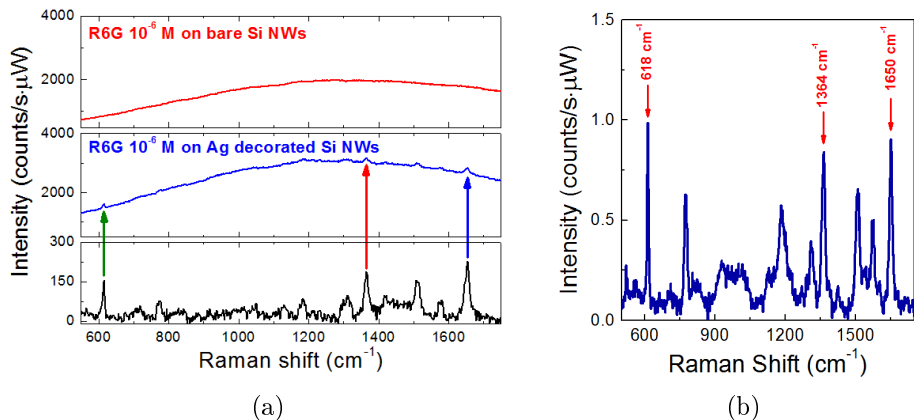 (a)
R6G 10⁻⁶ M on bare Si NWs
4000
2000
R6G 10⁻⁶ M on Ag decorated Si NWs
4000
2000
300
150
0
600 800 1000 1200 1400 1600
Raman shift (cm⁻¹)
Intensity (counts/s·μW)
(a)
b)
1.5
1.0
0.5
0.0
618 cm⁻¹
1364 cm⁻¹
1650 cm⁻¹
600 900 1200 1500
Raman Shift (cm⁻¹)
Intensity (counts/s·μW)
(b)